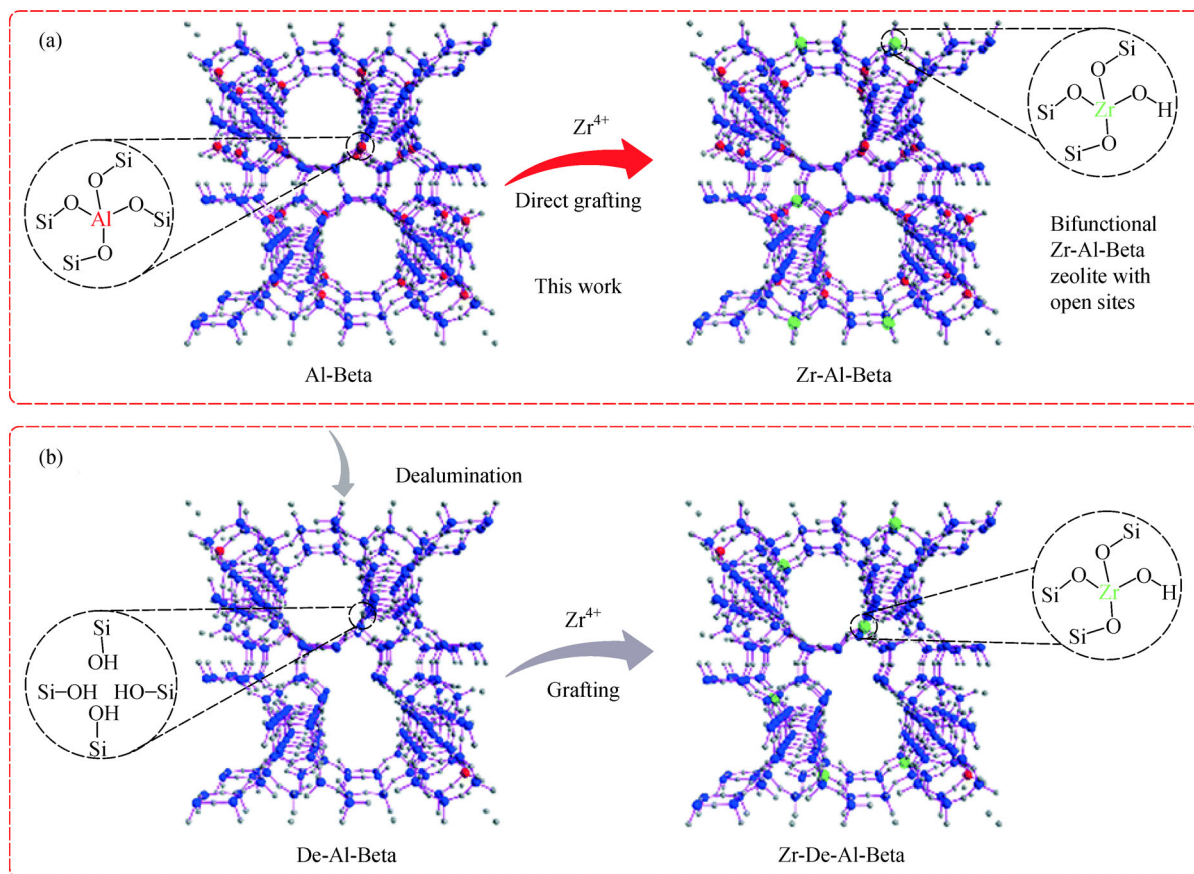 (a)
Si
O
Si
O
Al
O
Si
O
Si
Zr4+
Direct grafting
This work
Si
O
Si
O
Zr
O
H
O
Si
Bifunctional
Zr-Al-Beta
zeolite with
open sites
Al-Beta
Zr-Al-Beta
(b)
Dealumination
Si
OH
Si-OH HO-Si
OH
Si
Zr4+
Grafting
Si
O
Si
O
Zr
O
H
O
Si
De-Al-Beta
Zr-De-Al-Beta